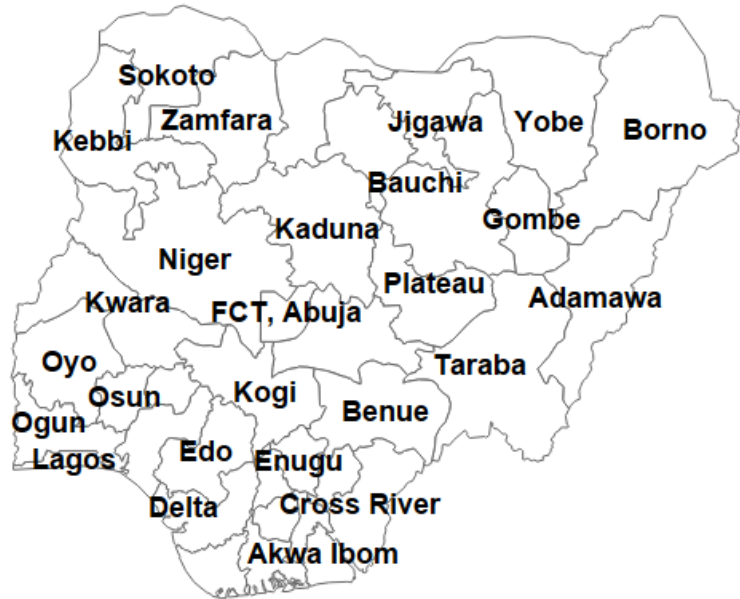 Sokoto
Zamfara
Jigawa
Yobe
Borno
Kebbi
Bauchi
Gombe
Kaduna
Niger
Plateau
Adamawa
Kwara
FCT, Abuja
Oyo
Taraba
Osun
Kogi
Benue
Ogun
Lagos
Edo
Enugu
Delta
Cross River
Akwa Ibom